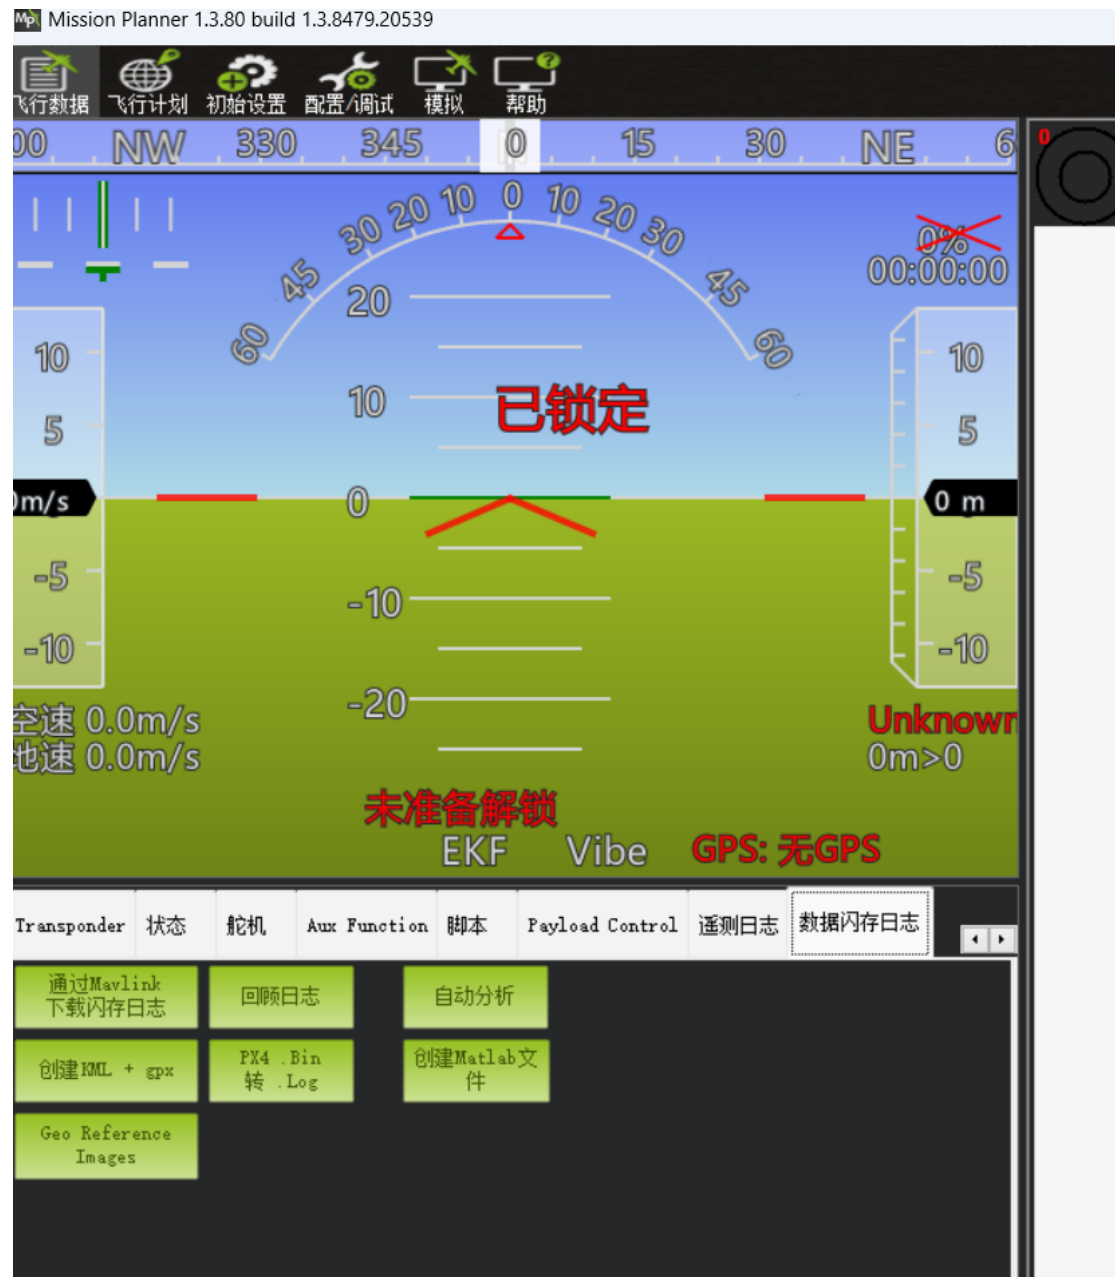 Mission Planner 1.3.80 build 1.3.8479.20539
飞行数据 飞行计划 初始设置 配置/调试 模拟 帮助
00 NW 330 345 0 15 30 NE 6
0
60 45 30 20 10 0 10 20 30 45 60
0%
00:00:00
20
10 10 10
已锁定
5 5
0m/s 0 0 m
-5 -5
-10
-10 -10
-20
空速 0.0m/s Unknown
地速 0.0m/s 0m>0
未准备解锁
EKF Vibe GPS: 无GPS
Transponder 状态 舵机 Aux Function 脚本 Payload Control 遥测日志 数据闪存日志
通过Mavlink
下载闪存日志
回顾日志
自动分析
创建KML + gpx
PX4 .Bin
转 .Log
创建Matlab文
件
Geo Reference
Images